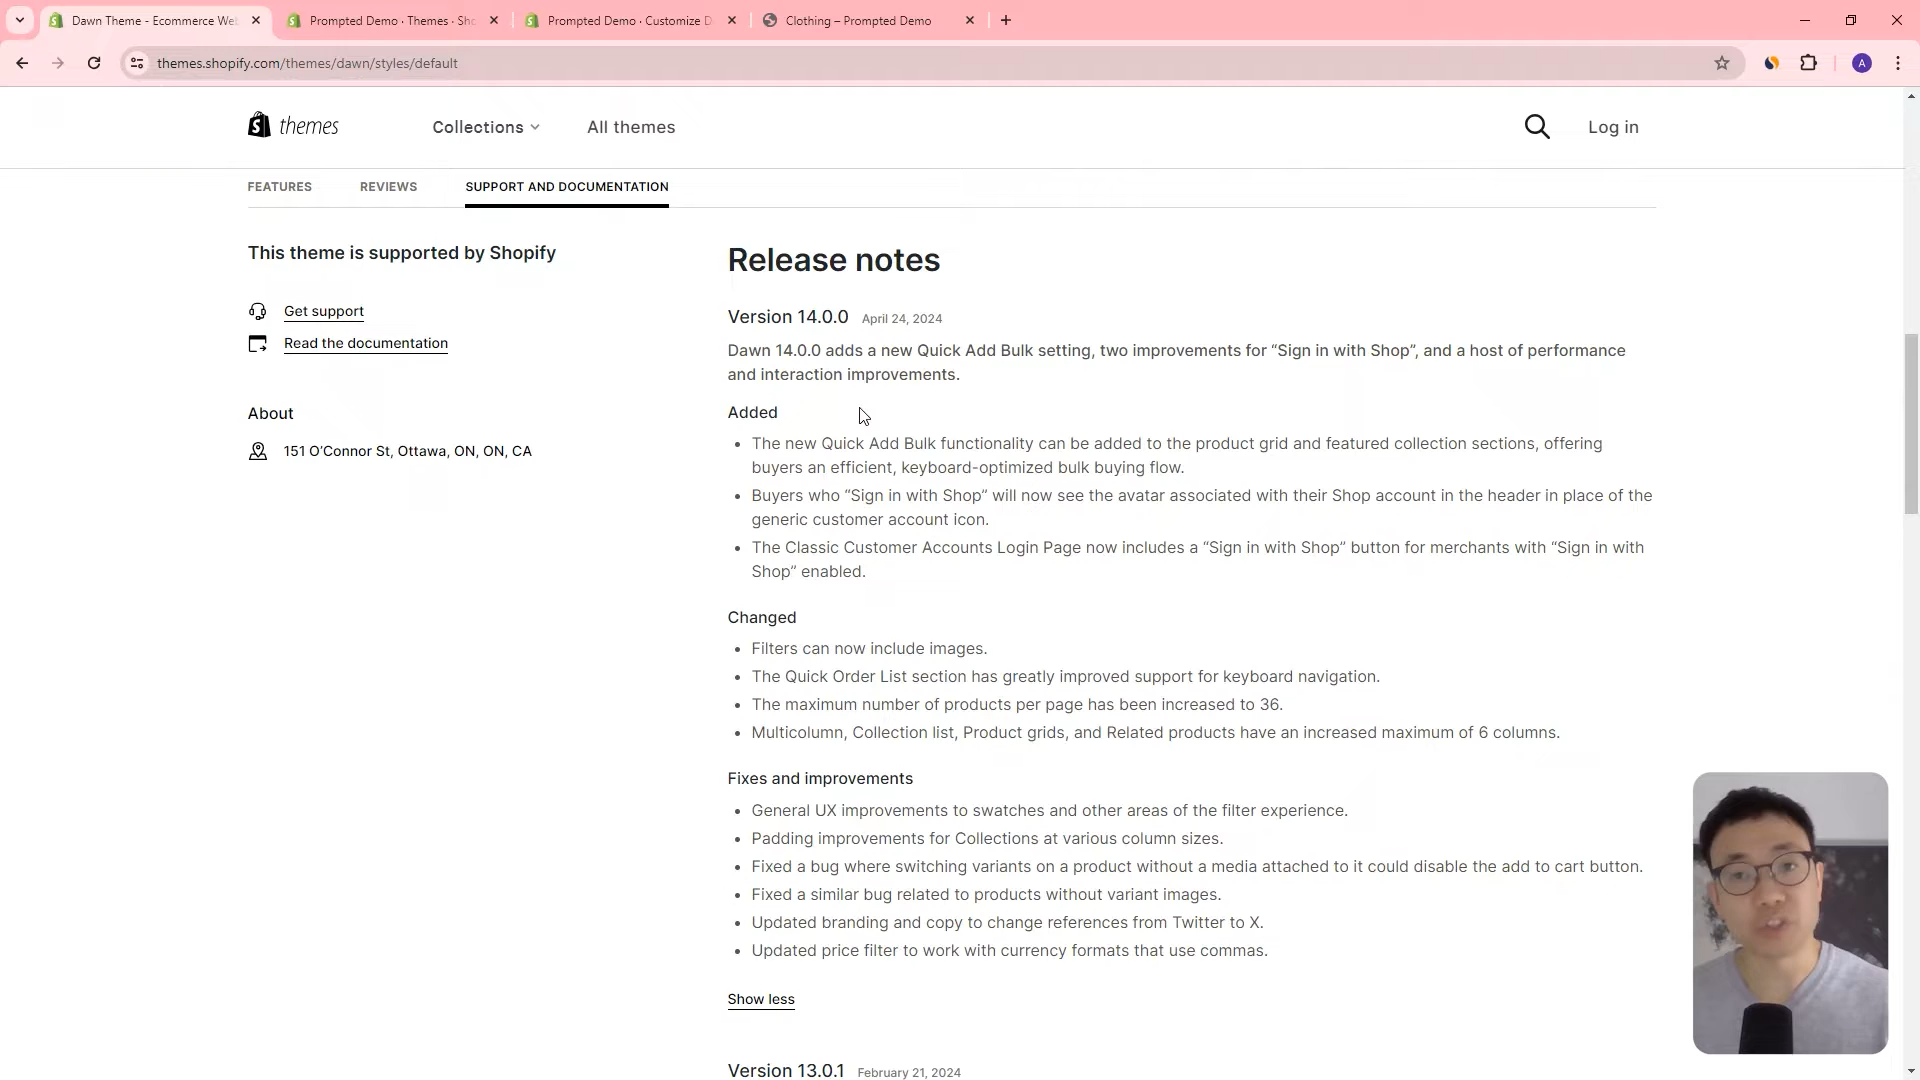 Dawn Theme - Ecommerce Web
Prompted Demo · Themes · Sho
Prompted Demo · Customize D
Clothing – Prompted Demo
themes.shopify.com/themes/dawn/styles/default
A
themes
Collections
All themes
Log in
FEATURES
REVIEWS
SUPPORT AND DOCUMENTATION
This theme is supported by Shopify
Get support
Read the documentation
About
151 O’Connor St, Ottawa, ON, ON, CA
Release notes
Version 14.0.0 April 24, 2024
Dawn 14.0.0 adds a new Quick Add Bulk setting, two improvements for “Sign in with Shop”, and a host of performance
and interaction improvements.
Added
• The new Quick Add Bulk functionality can be added to the product grid and featured collection sections, offering
buyers an efficient, keyboard-optimized bulk buying flow.
• Buyers who “Sign in with Shop” will now see the avatar associated with their Shop account in the header in place of the
generic customer account icon.
• The Classic Customer Accounts Login Page now includes a “Sign in with Shop” button for merchants with “Sign in with
Shop” enabled.
Changed
• Filters can now include images.
• The Quick Order List section has greatly improved support for keyboard navigation.
• The maximum number of products per page has been increased to 36.
• Multicolumn, Collection list, Product grids, and Related products have an increased maximum of 6 columns.
Fixes and improvements
• General UX improvements to swatches and other areas of the filter experience.
• Padding improvements for Collections at various column sizes.
• Fixed a bug where switching variants on a product without a media attached to it could disable the add to cart button.
• Fixed a similar bug related to products without variant images.
• Updated branding and copy to change references from Twitter to X.
• Updated price filter to work with currency formats that use commas.
Show less
Version 13.0.1 February 21, 2024